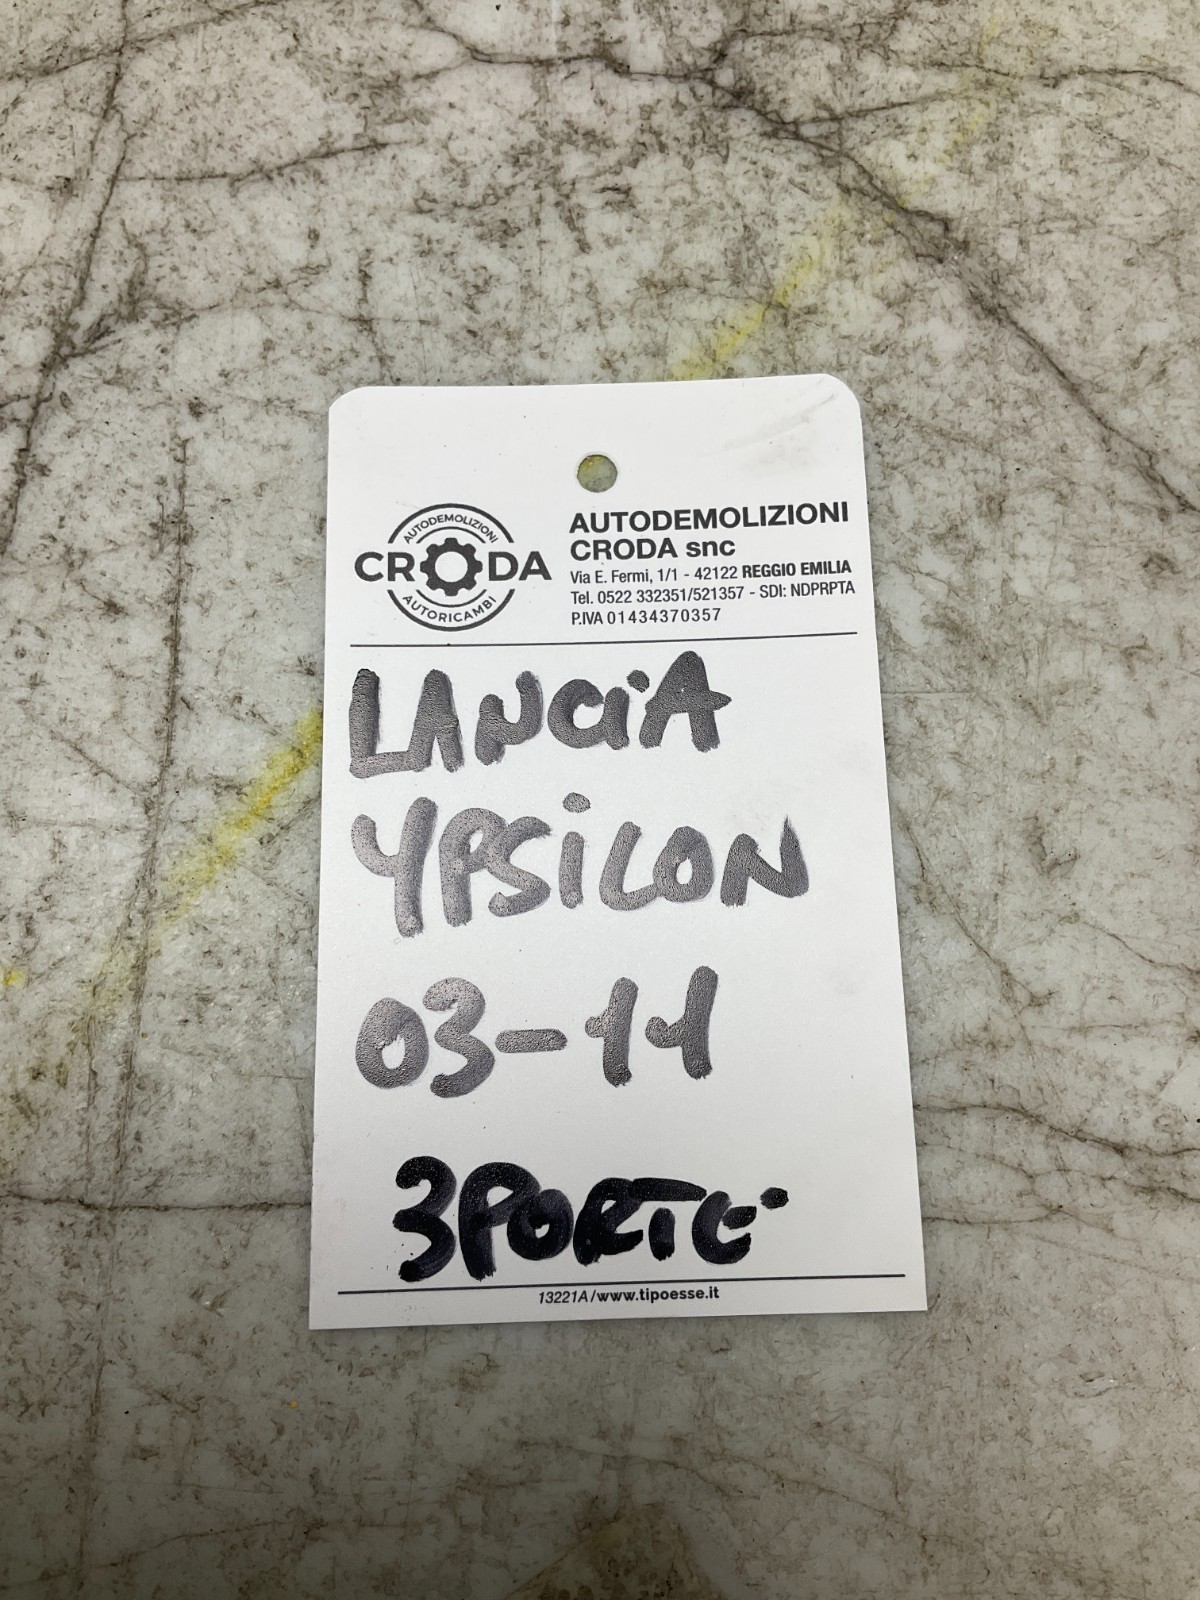 AUTODEMOLIZIONI
CRODA
AUTORICAMBI
AUTODEMOLIZIONI
CRODA snc
Via E. Fermi, 1/1 - 42122 REGGIO EMILIA
Tel. 0522 332351/521357 - SDI: NDPRPTA
P.IVA 01434370357
LANCiA
YPSiLON
03-11
3PORTE
13221A/www.tipoesse.it